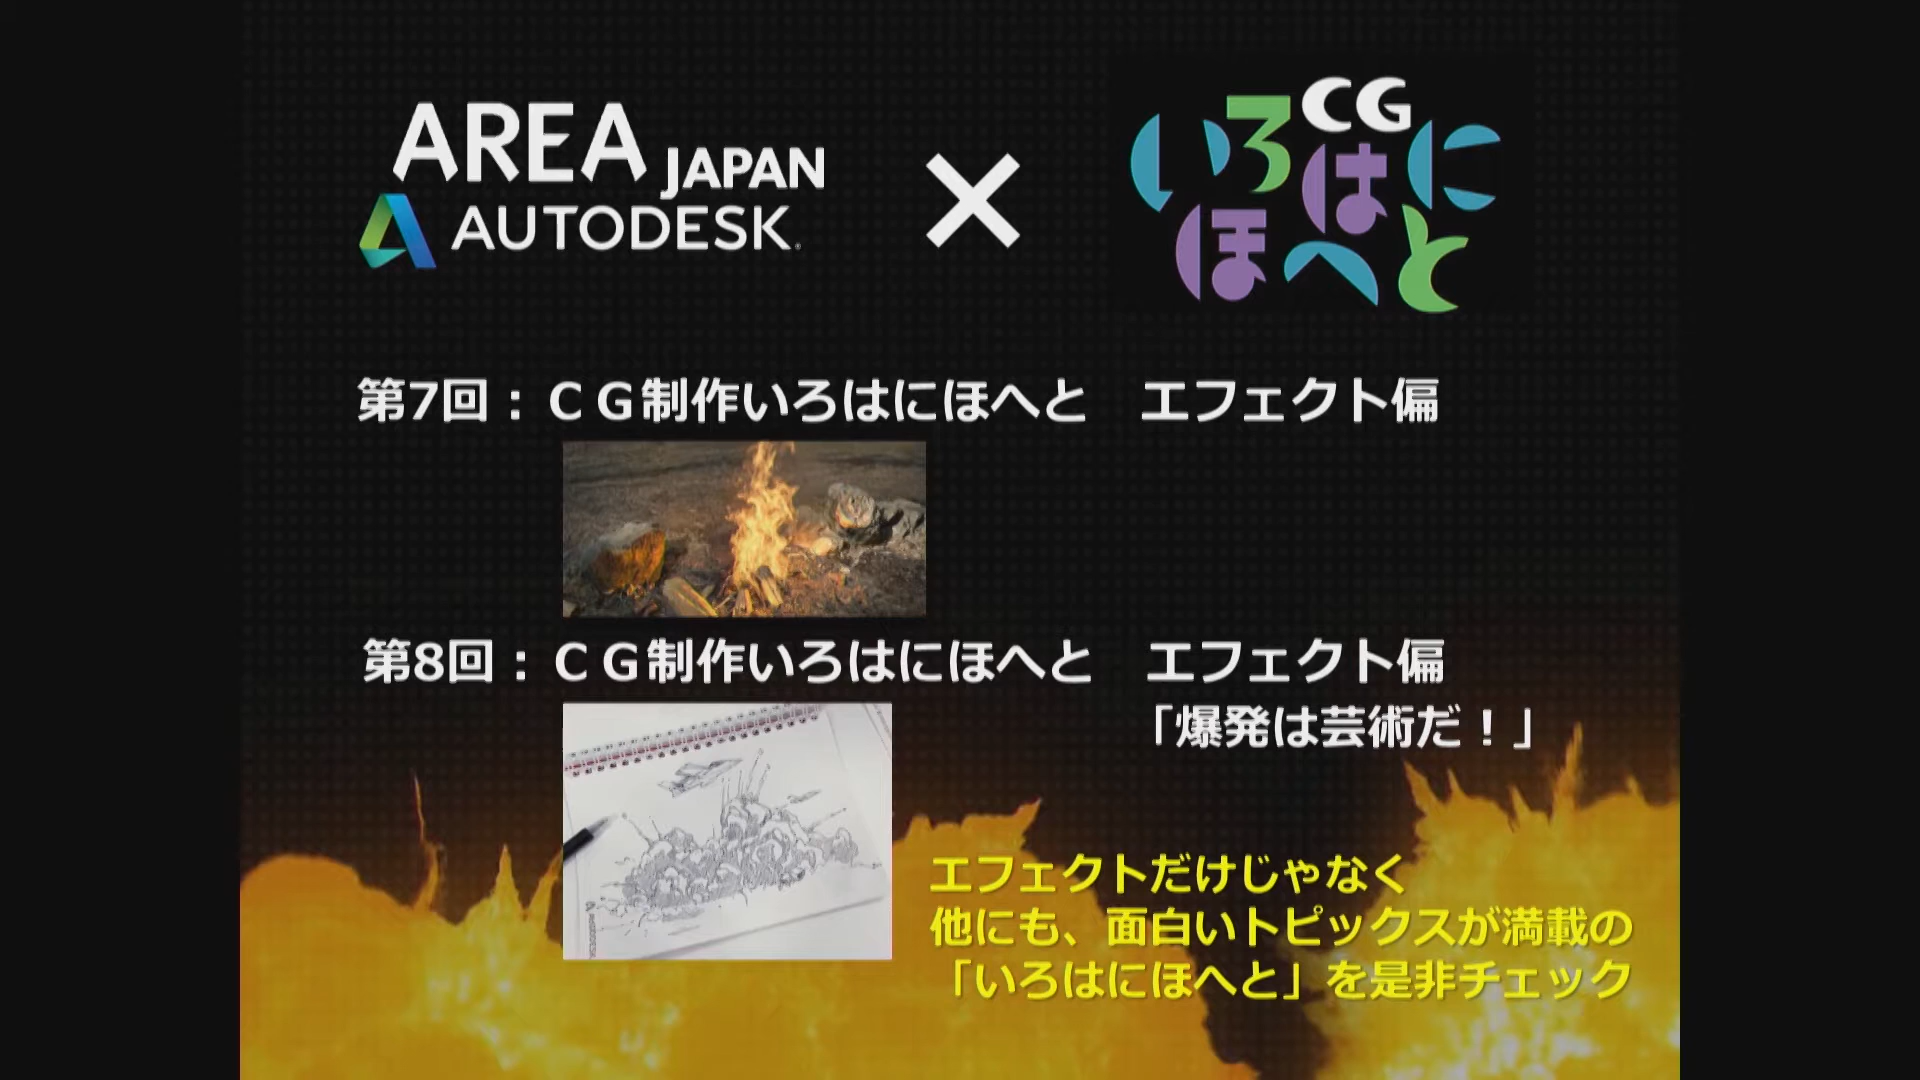 AREA JAPAN
AUTODESK
×
CG
いろはに
ほへと
第7回：ＣＧ制作いろはにほへと　エフェクト偏
第8回：ＣＧ制作いろはにほへと　エフェクト偏
「爆発は芸術だ！」
エフェクトだけじゃなく
他にも、面白いトピックスが満載の
「いろはにほへと」を是非チェック